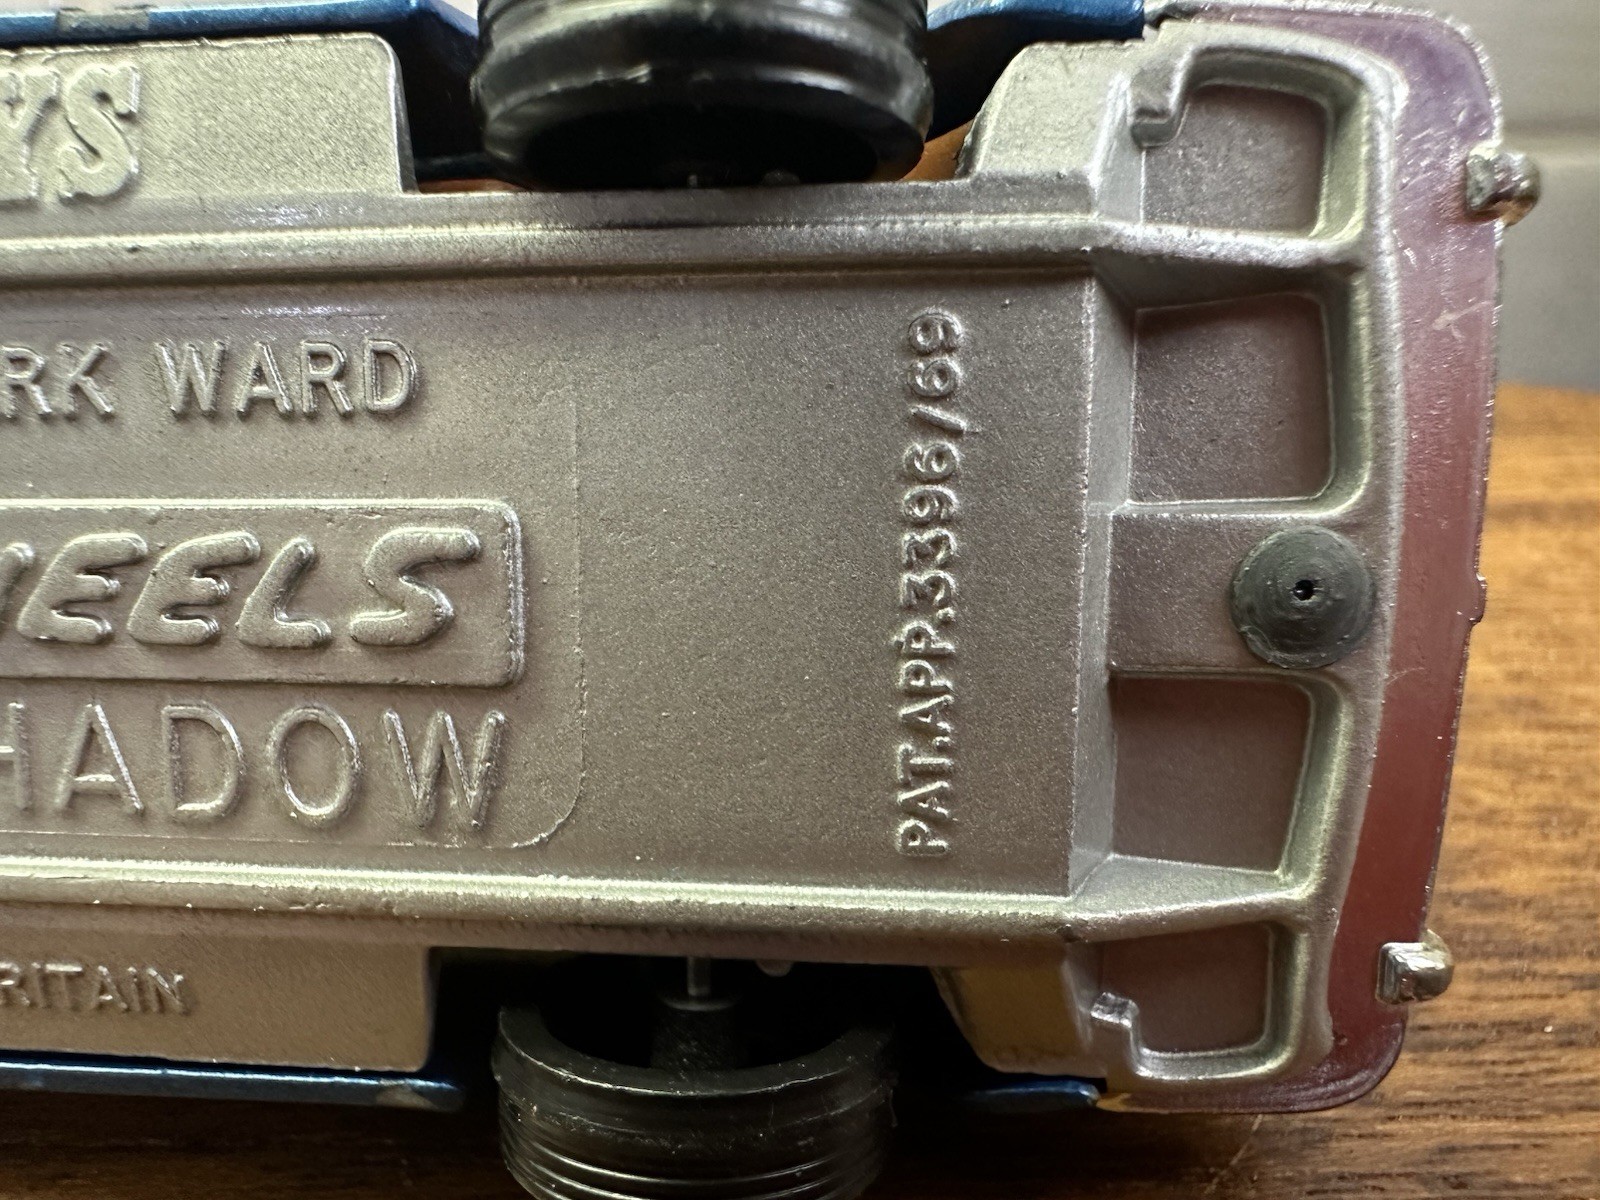 YS
RK WARD
EELS
HADOW
RITAIN
PAT.APP.3396/69